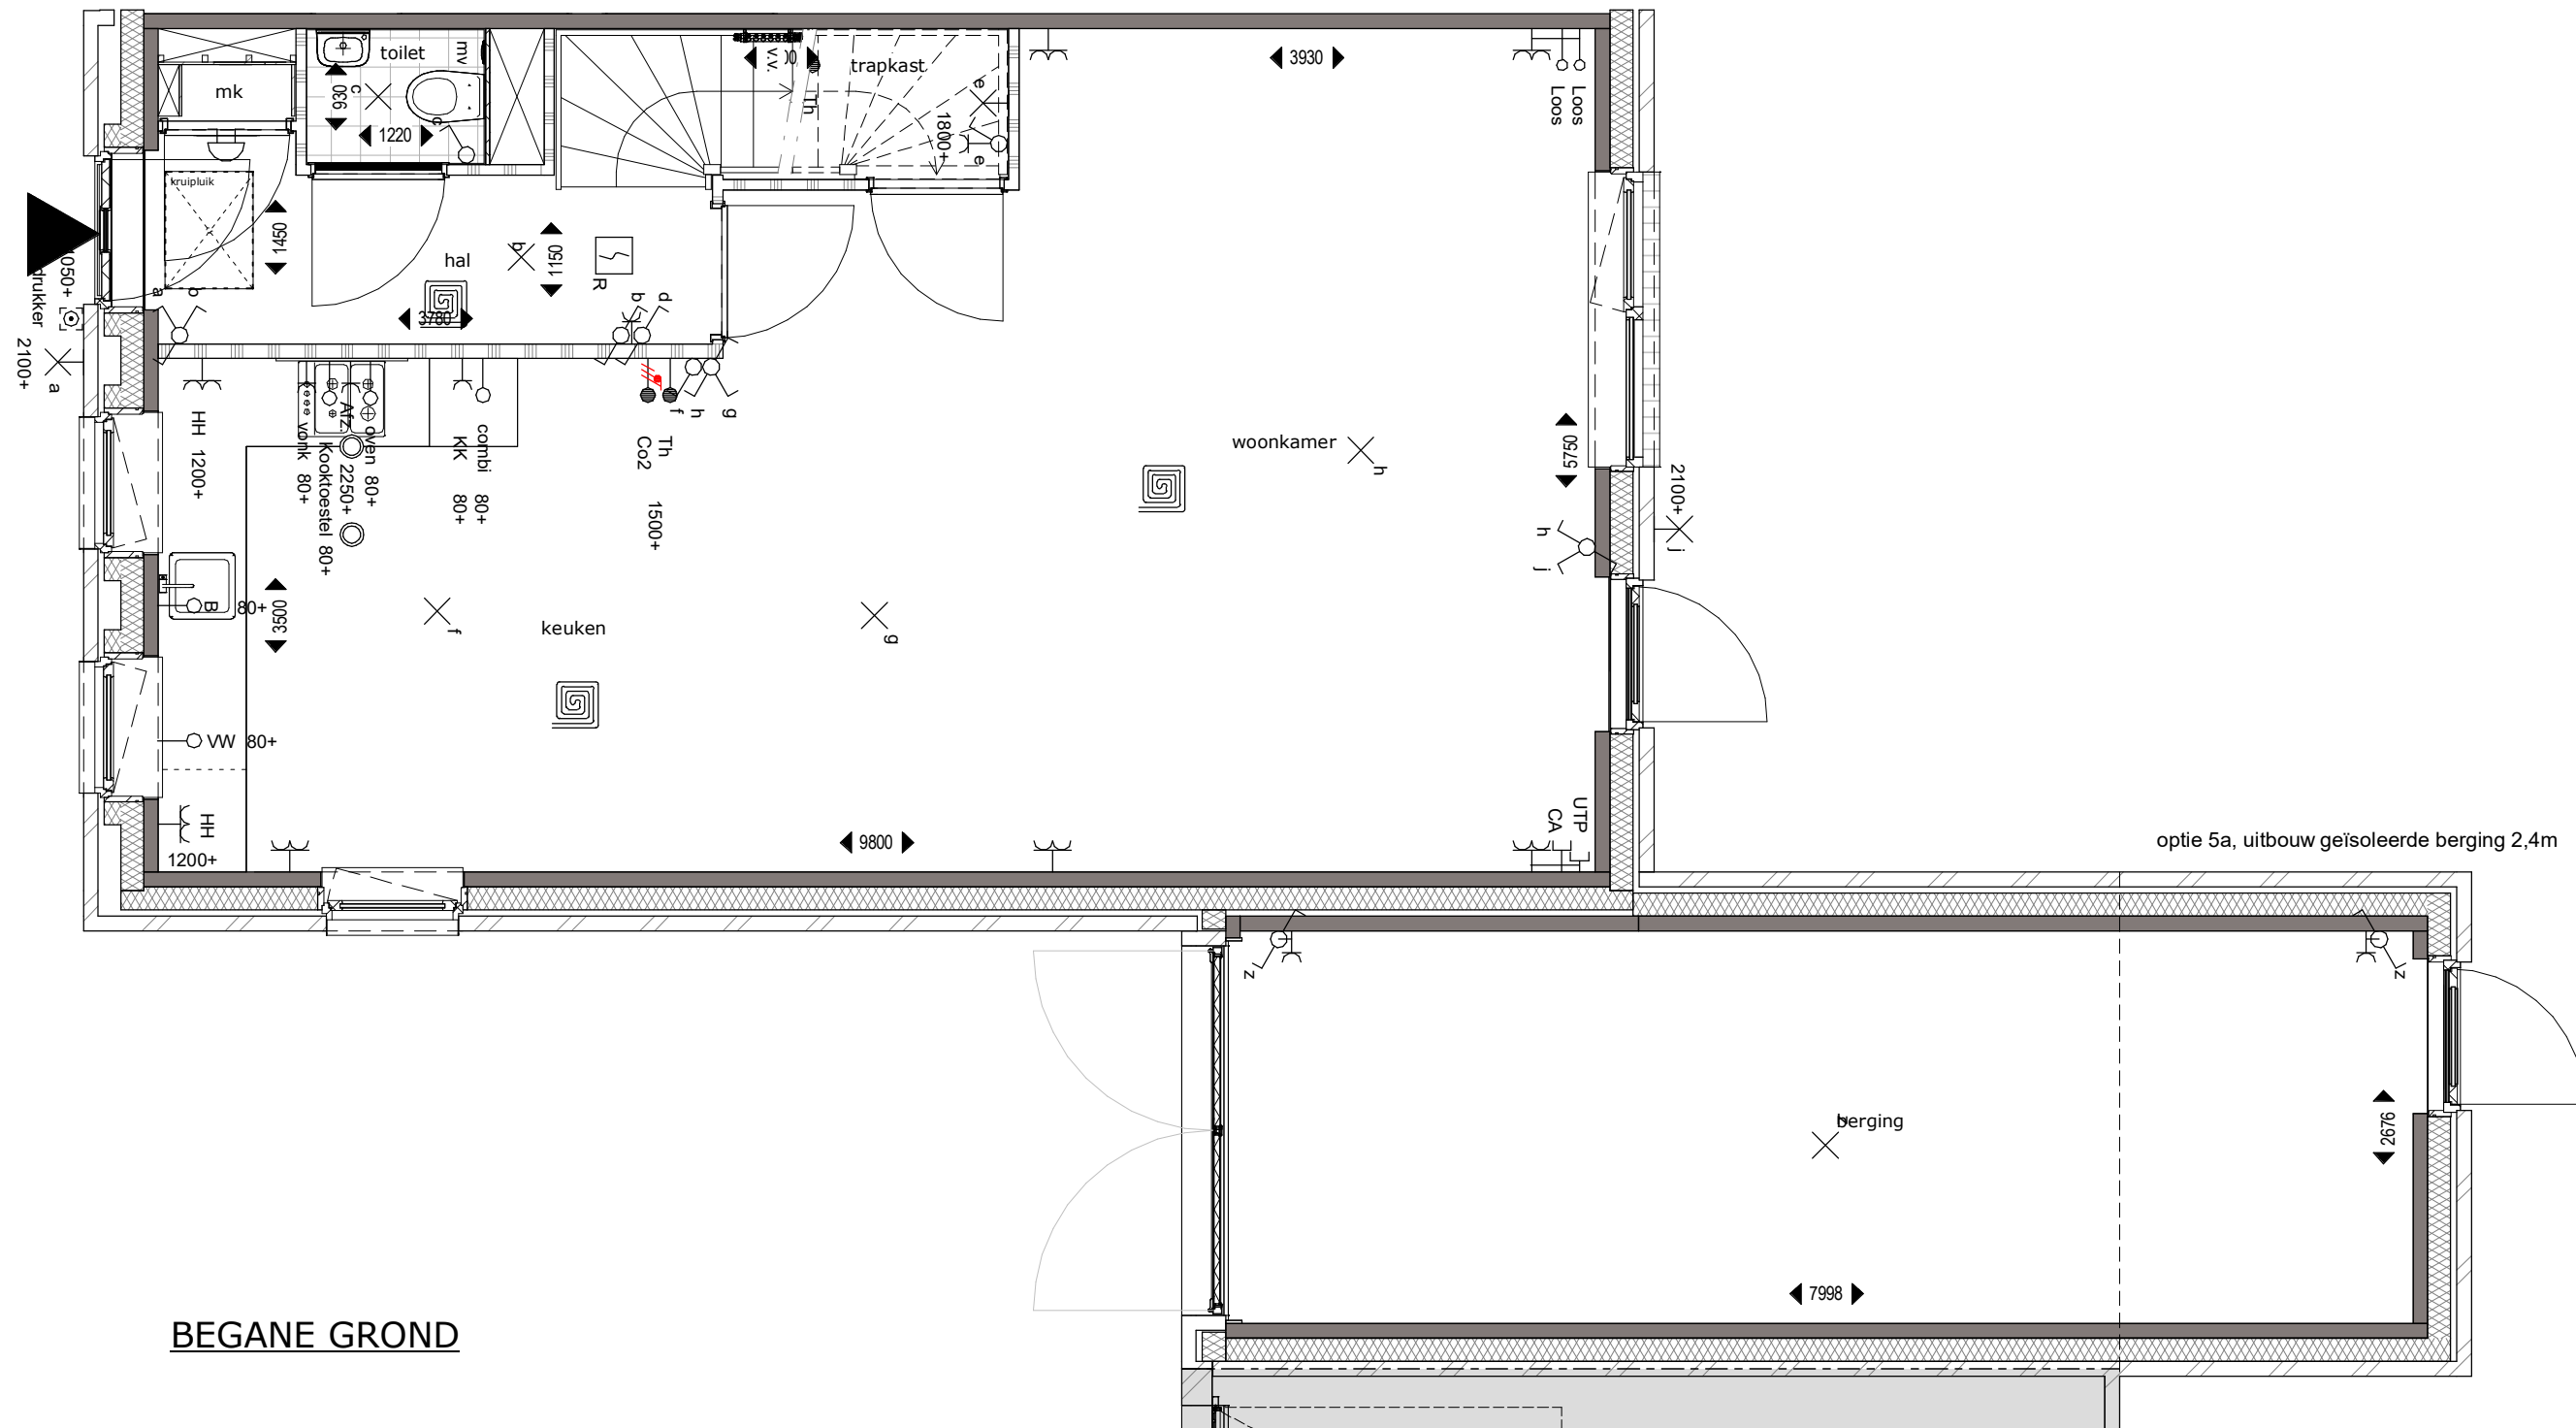 toilet
mv
930
c
1220
c
mk
kruipluik
1450
hal
b
1150
R
3780
v.v.
Th
trapkast
e
1800+
e
3930
Loos
Loos
1050+
drukker
2100+
a
a
b
b
d
f
h
g
HH 1200+
vonk 80+
Kooktoestel 80+
Afz. 2250+
oven 80+
KK 80+
combi 80+
Co2
Th
1500+
woonkamer
h
5750
2100+
j
h
j
B 80+
3500
f
keuken
g
VW 80+
HH
1200+
9800
CA
UTP
optie 5a, uitbouw geïsoleerde berging 2,4m
z
z
berging
2676
7998
BEGANE GROND